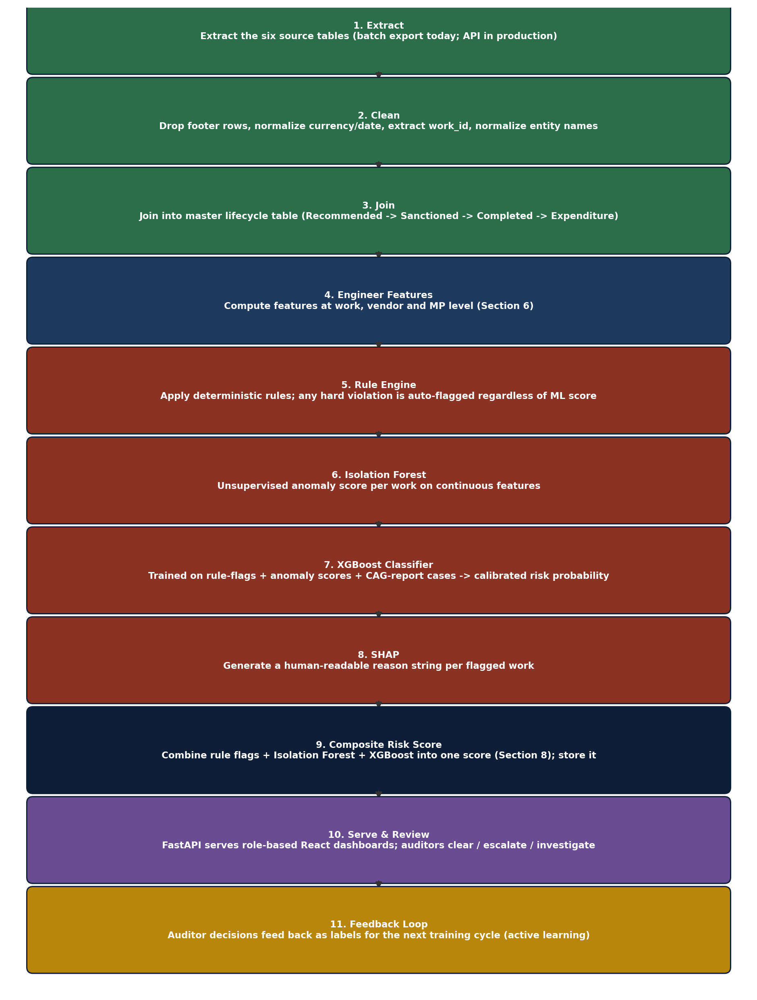 1. Extract
Extract the six source tables (batch export today; API in production)
2. Clean
Drop footer rows, normalize currency/date, extract work_id, normalize entity names
3. Join
Join into master lifecycle table (Recommended -> Sanctioned -> Completed -> Expenditure)
4. Engineer Features
Compute features at work, vendor and MP level (Section 6)
5. Rule Engine
Apply deterministic rules; any hard violation is auto-flagged regardless of ML score
6. Isolation Forest
Unsupervised anomaly score per work on continuous features
7. XGBoost Classifier
Trained on rule-flags + anomaly scores + CAG-report cases -> calibrated risk probability
8. SHAP
Generate a human-readable reason string per flagged work
9. Composite Risk Score
Combine rule flags + Isolation Forest + XGBoost into one score (Section 8); store it
10. Serve & Review
FastAPI serves role-based React dashboards; auditors clear / escalate / investigate
11. Feedback Loop
Auditor decisions feed back as labels for the next training cycle (active learning)